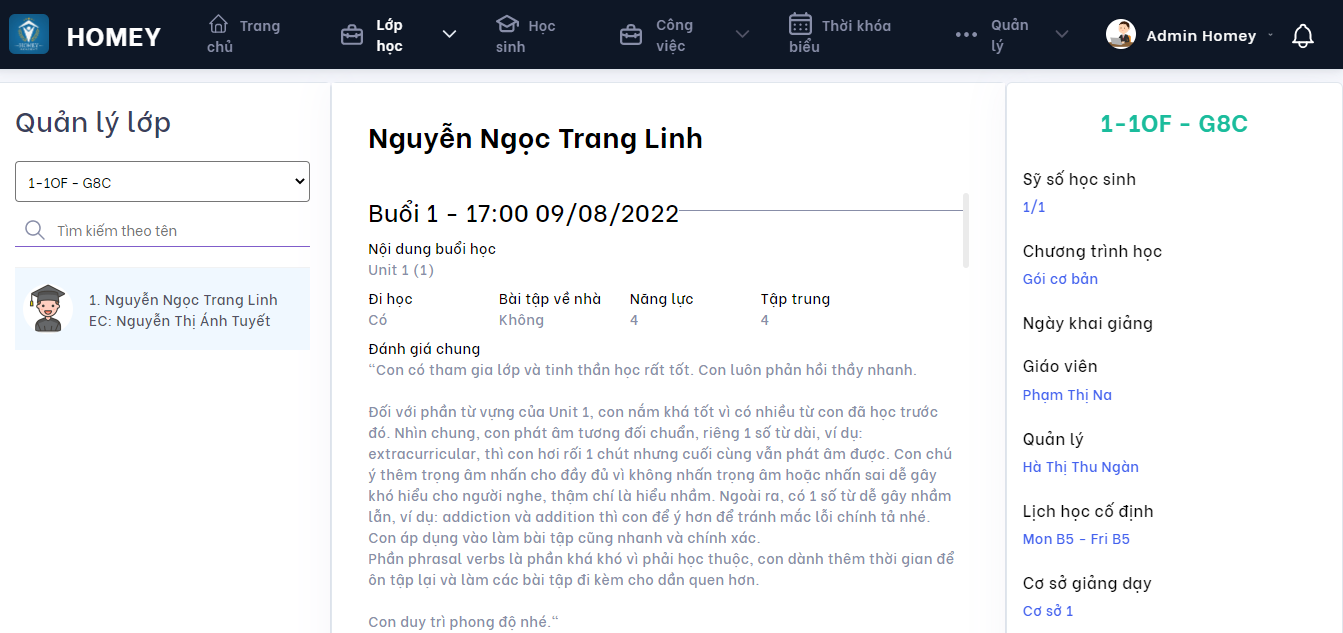 HOMEY
HOMEY
Trang
chủ
Lớp
học
Học
sinh
Công
việc
Thời khóa
biểu
Quản
lý
Admin Homey
Quản lý lớp
1-1OF - G8C
Tìm kiếm theo tên
1. Nguyễn Ngọc Trang Linh
EC: Nguyễn Thị Ánh Tuyết
Nguyễn Ngọc Trang Linh
Buổi 1 - 17:00 09/08/2022
Nội dung buổi học
Unit 1 (1)
Đi học Bài tập về nhà Năng lực Tập trung
Có Không 4 4
Đánh giá chung
“Con có tham gia lớp và tinh thần học rất tốt. Con luôn phản hồi thầy nhanh.
Đối với phần từ vựng của Unit 1, con nắm khá tốt vì có nhiều từ con đã học trước
đó. Nhìn chung, con phát âm tương đối chuẩn, riêng 1 số từ dài, ví dụ:
extracurricular, thì con hơi rối 1 chút nhưng cuối cùng vẫn phát âm được. Con chú
ý thêm trọng âm nhấn cho đầy đủ vì không nhấn trọng âm hoặc nhấn sai dễ gây
khó hiểu cho người nghe, thậm chí là hiểu nhầm. Ngoài ra, có 1 số từ dễ gây nhầm
lẫn, ví dụ: addiction và addition thì con để ý hơn để tránh mắc lỗi chính tả nhé.
Con áp dụng vào làm bài tập cũng nhanh và chính xác.
Phần phrasal verbs là phần khá khó vì phải học thuộc, con dành thêm thời gian để
ôn tập lại và làm các bài tập đi kèm cho dần quen hơn.
Con duy trì phong độ nhé.“
1-1OF - G8C
Sỹ số học sinh
1/1
Chương trình học
Gói cơ bản
Ngày khai giảng
Giáo viên
Phạm Thị Na
Quản lý
Hà Thị Thu Ngàn
Lịch học cố định
Mon B5 - Fri B5
Cơ sở giảng dạy
Cơ sở 1